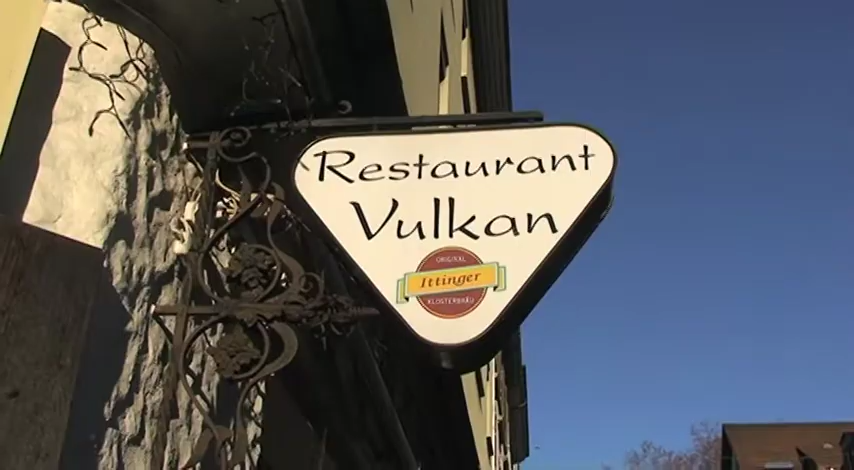 Restaurant
Vulkan
ORIGINAL
Ittinger
KLOSTERBRÄU